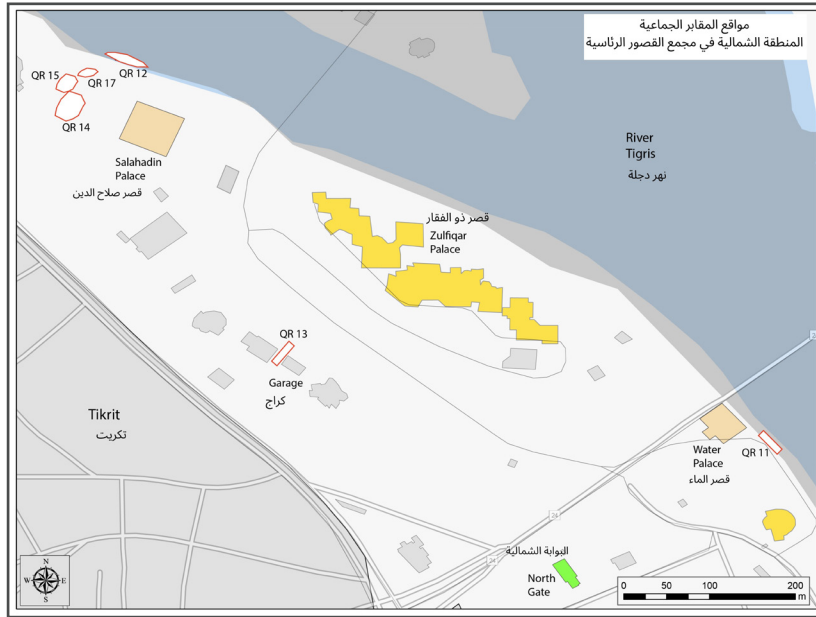 مواقع المقابر الجماعية
المنطقة الشمالية في مجمع القصور الرئاسية
QR 12
QR 15
QR 17
QR 14
Salahadin
Palace
قصر صلاح الدين
River
Tigris
نهر دجلة
قصر ذو الفقار
Zulfiqar
Palace
QR 13
Garage
كراج
Tikrit
تكريت
Water
Palace
قصر الماء
QR 11
24
24
البوابة الشمالية
North
Gate
N
W
E
S
0 50 100 200
m